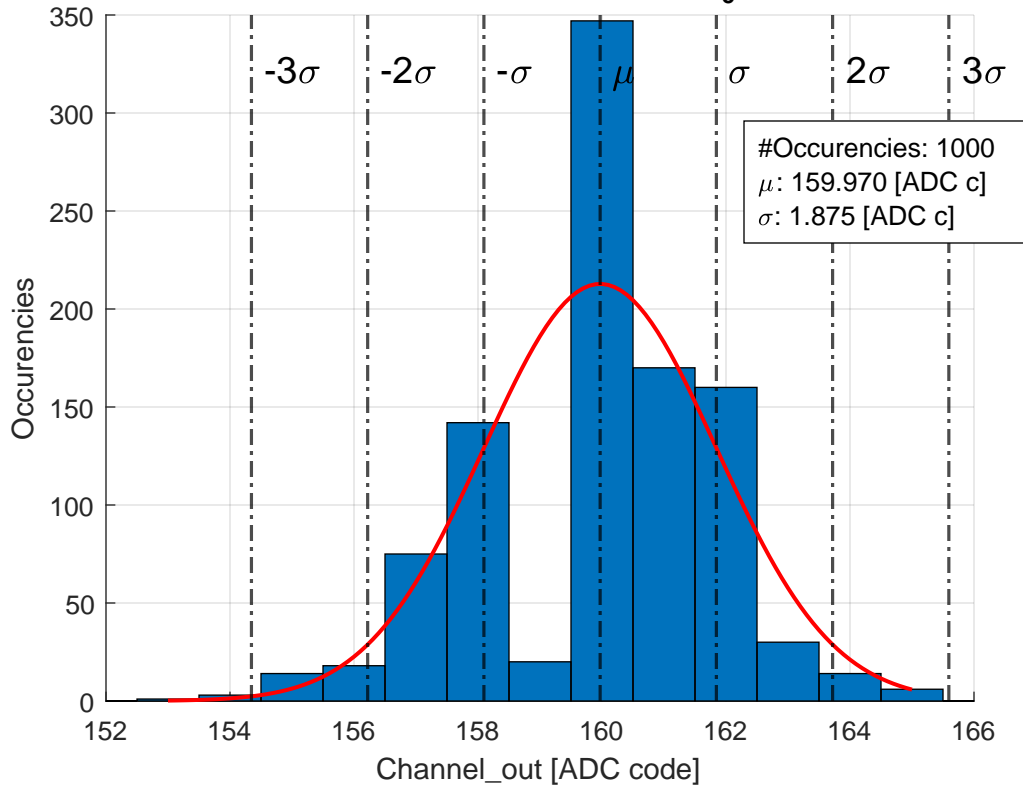 350
300
250
200
150
100
50
0
-3σ
-2σ
-σ
μ
σ
2σ
3σ
#Occurencies: 1000
μ: 159.970 [ADC c]
σ: 1.875 [ADC c]
Occurencies
152
154
156
158
160
162
164
166
Channel_out [ADC code]